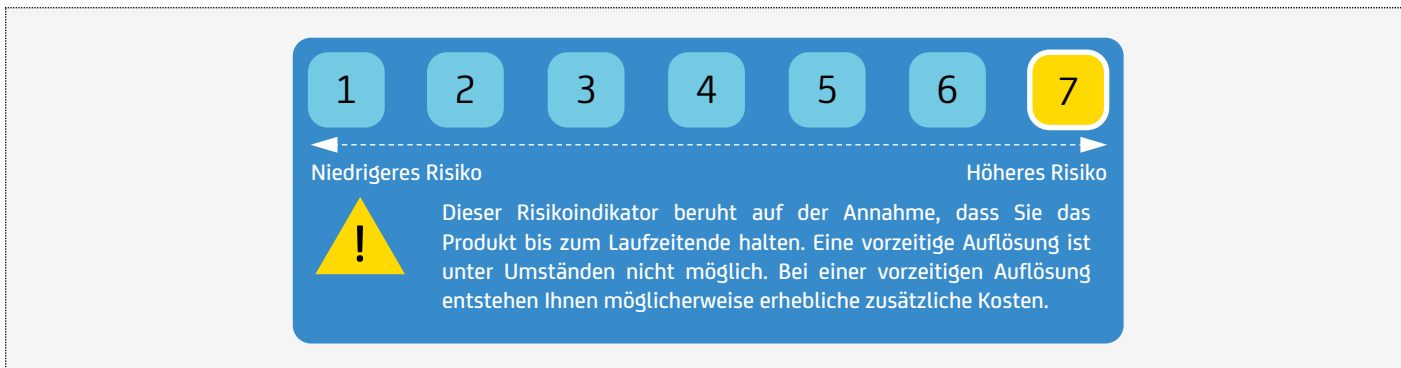 1 2 3 4 5 6 7
Niedrigeres Risiko Höheres Risiko
!
Dieser Risikoindikator beruht auf der Annahme, dass Sie das
Produkt bis zum Laufzeitende halten. Eine vorzeitige Auflösung ist
unter Umständen nicht möglich. Bei einer vorzeitigen Auflösung
entstehen Ihnen möglicherweise erhebliche zusätzliche Kosten.